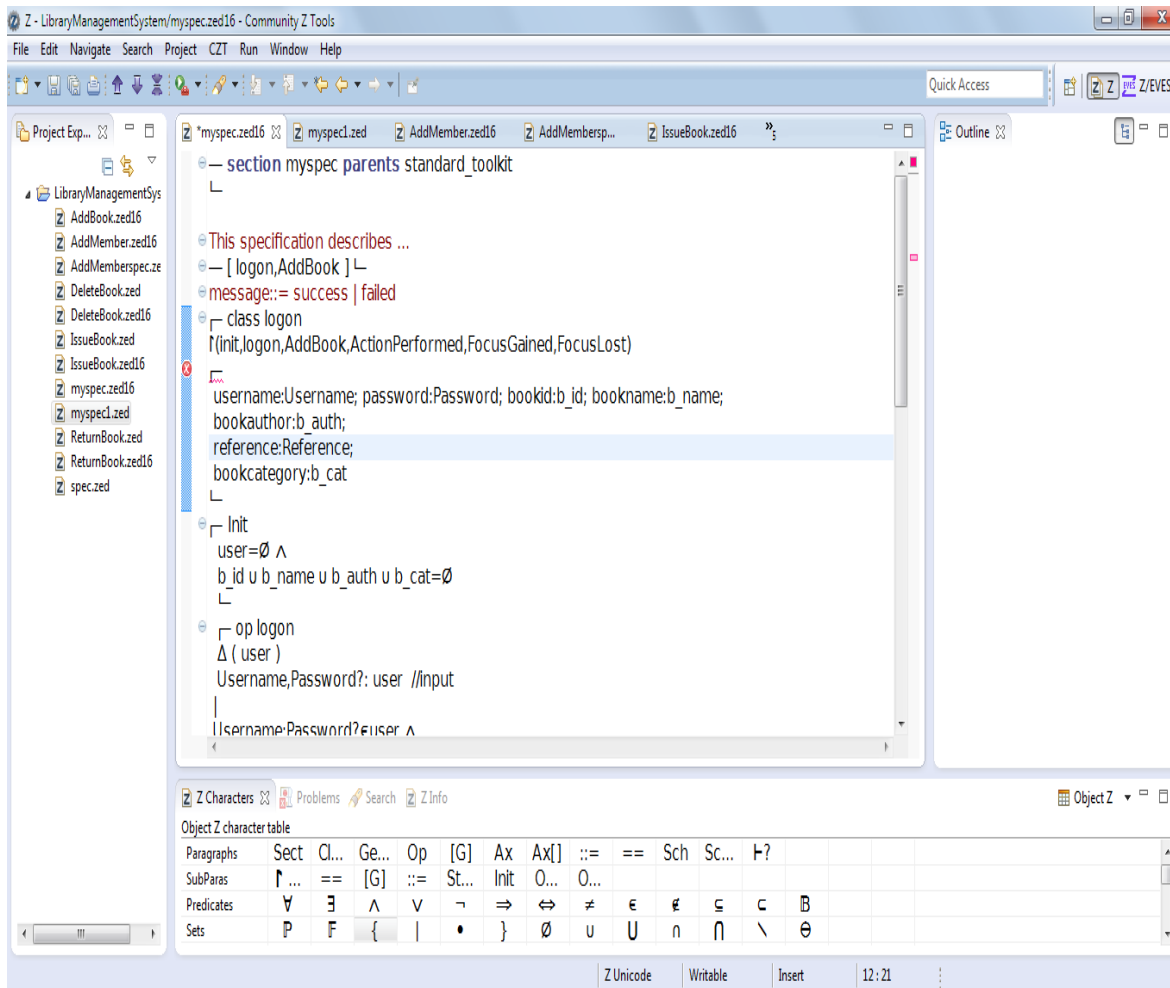 Z - LibraryManagementSystem/myspec.zed16 - Community Z Tools
File Edit Navigate Search Project CZT Run Window Help
Quick Access
Z Z/EVES
Project Exp...
*myspec.zed16 myspec1.zed AddMember.zed16 AddMembersp... IssueBook.zed16 »5
Outline
LibraryManagementSys
AddBook.zed16
AddMember.zed16
AddMemberspec.ze
DeleteBook.zed
DeleteBook.zed16
IssueBook.zed
IssueBook.zed16
myspec.zed16
myspec1.zed
ReturnBook.zed
ReturnBook.zed16
spec.zed
─ section myspec parents standard_toolkit
└
This specification describes ...
─ [ logon,AddBook ] └
message::= success | failed
┌─ class logon
↾(init,logon,AddBook,ActionPerformed,FocusGained,FocusLost)
┌
username:Username; password:Password; bookid:b_id; bookname:b_name;
bookauthor:b_auth;
reference:Reference;
bookcategory:b_cat
└
┌─ Init
user=∅ ∧
b_id ∪ b_name ∪ b_auth ∪ b_cat=∅
└
┌─ op logon
Δ ( user )
Username,Password?: user //input
|
Username:Password?∊user ∧
Z Characters Problems Search Z Info
Object Z
Object Z character table
Paragraphs Sect Cl... Ge... Op [G] Ax Ax[] ::= == Sch Sc... ⊢?
SubParas ↾ ... == [G] ::= St... Init O... O...
Predicates ∀ ∃ ∧ ∨ ¬ ⇒ ⇔ ≠ ∈ ∉ ⊆ ⊂ 𝔹
Sets ℙ 𝔽 { | • } ∅ ∪ ⋃ ∩ ⋂ \ ⊖
Z Unicode Writable Insert 12 : 21